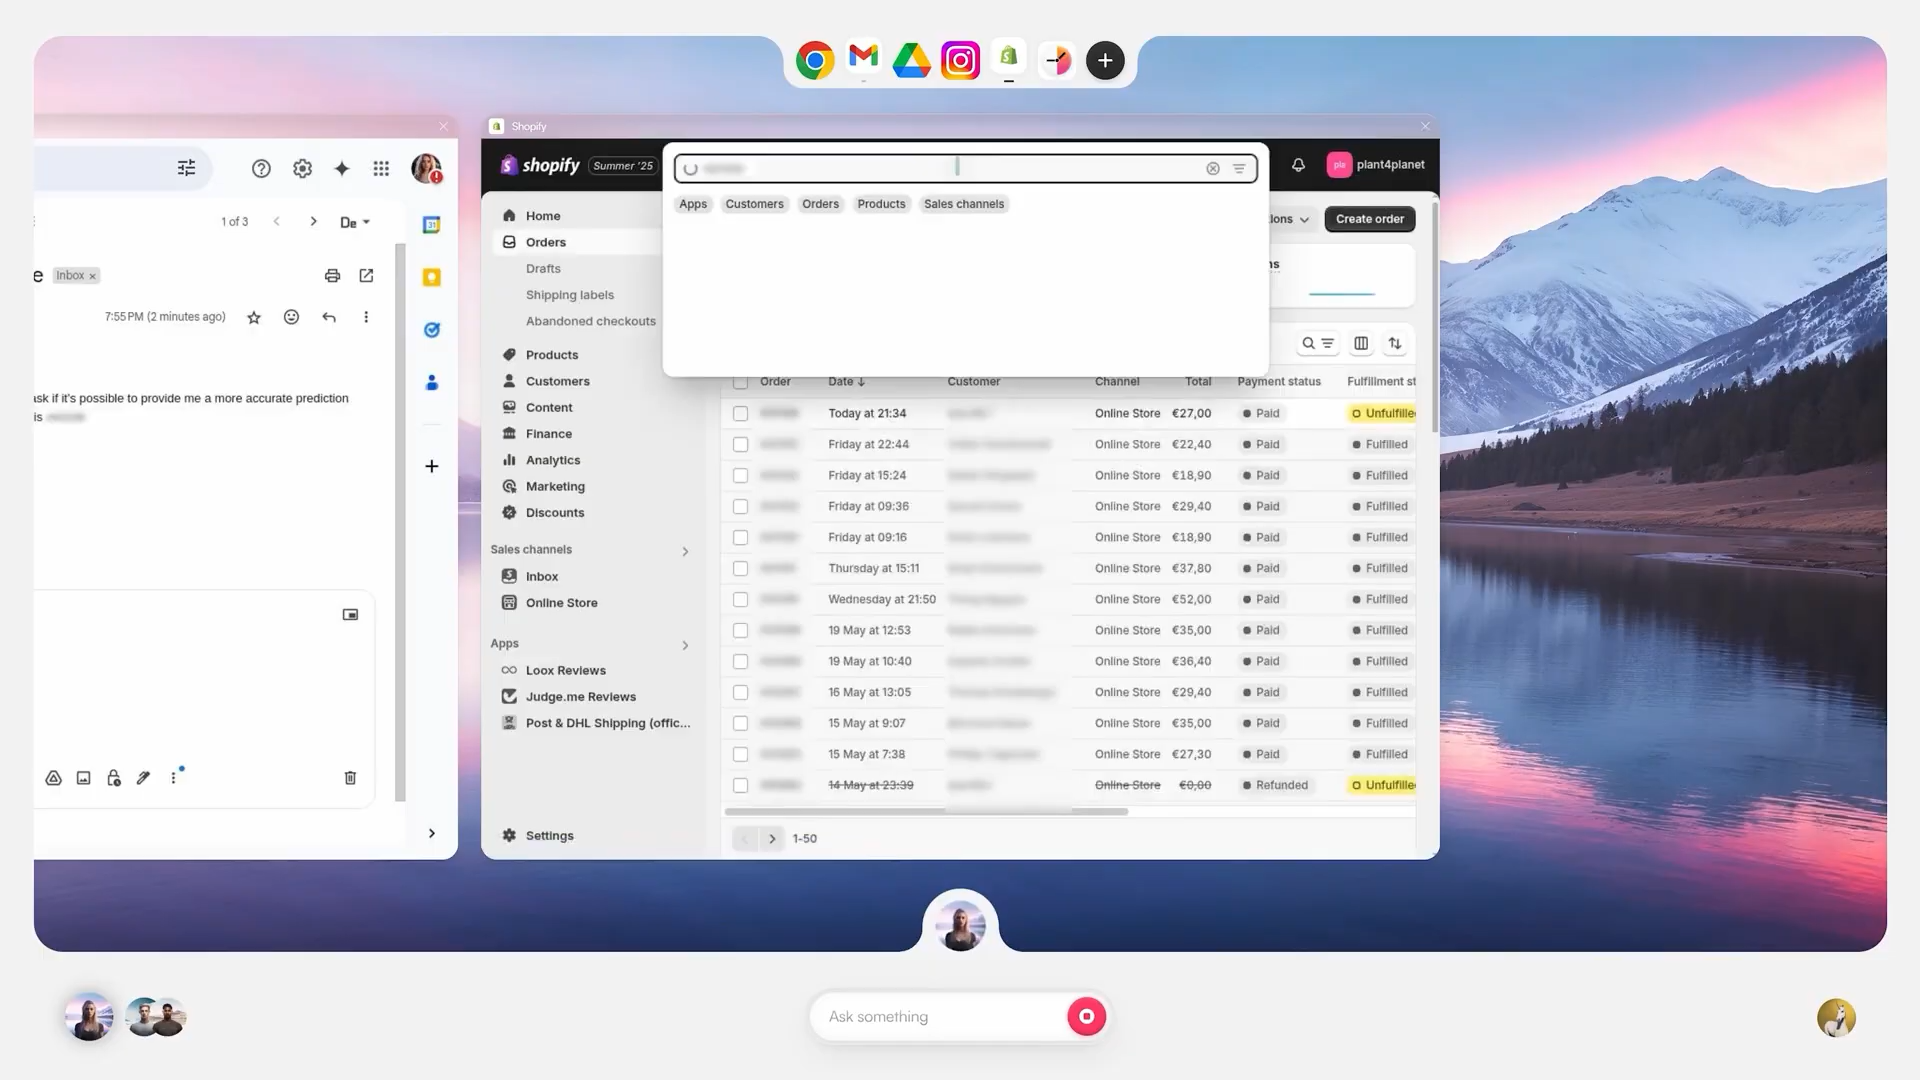 Shopify
shopify
Summer '25
ple
plant4planet
Apps
Customers
Orders
Products
Sales channels
Create order
1 of 3
De
Inbox ×
7:55 PM (2 minutes ago)
ask if it's possible to provide me a more accurate prediction
is
31
Home
Orders
Drafts
Shipping labels
Abandoned checkouts
Products
Customers
Content
Finance
Analytics
Marketing
Discounts
Sales channels
Inbox
Online Store
Apps
Loox Reviews
Judge.me Reviews
Post & DHL Shipping (offic...
Settings
Order Date Customer Channel Total Payment status Fulfillment st
Today at 21:34 Online Store €27,00 Paid Unfulfille
Friday at 22:44 Online Store €22,40 Paid Fulfilled
Friday at 15:24 Online Store €18,90 Paid Fulfilled
Friday at 09:36 Online Store €29,40 Paid Fulfilled
Friday at 09:16 Online Store €18,90 Paid Fulfilled
Thursday at 15:11 Online Store €37,80 Paid Fulfilled
Wednesday at 21:50 Online Store €52,00 Paid Fulfilled
19 May at 12:53 Online Store €35,00 Paid Fulfilled
19 May at 10:40 Online Store €36,40 Paid Fulfilled
16 May at 13:05 Online Store €29,40 Paid Fulfilled
15 May at 9:07 Online Store €35,00 Paid Fulfilled
15 May at 7:38 Online Store €27,30 Paid Fulfilled
14 May at 23:39 Online Store €0,00 Refunded Unfulfille
1-50
Ask something